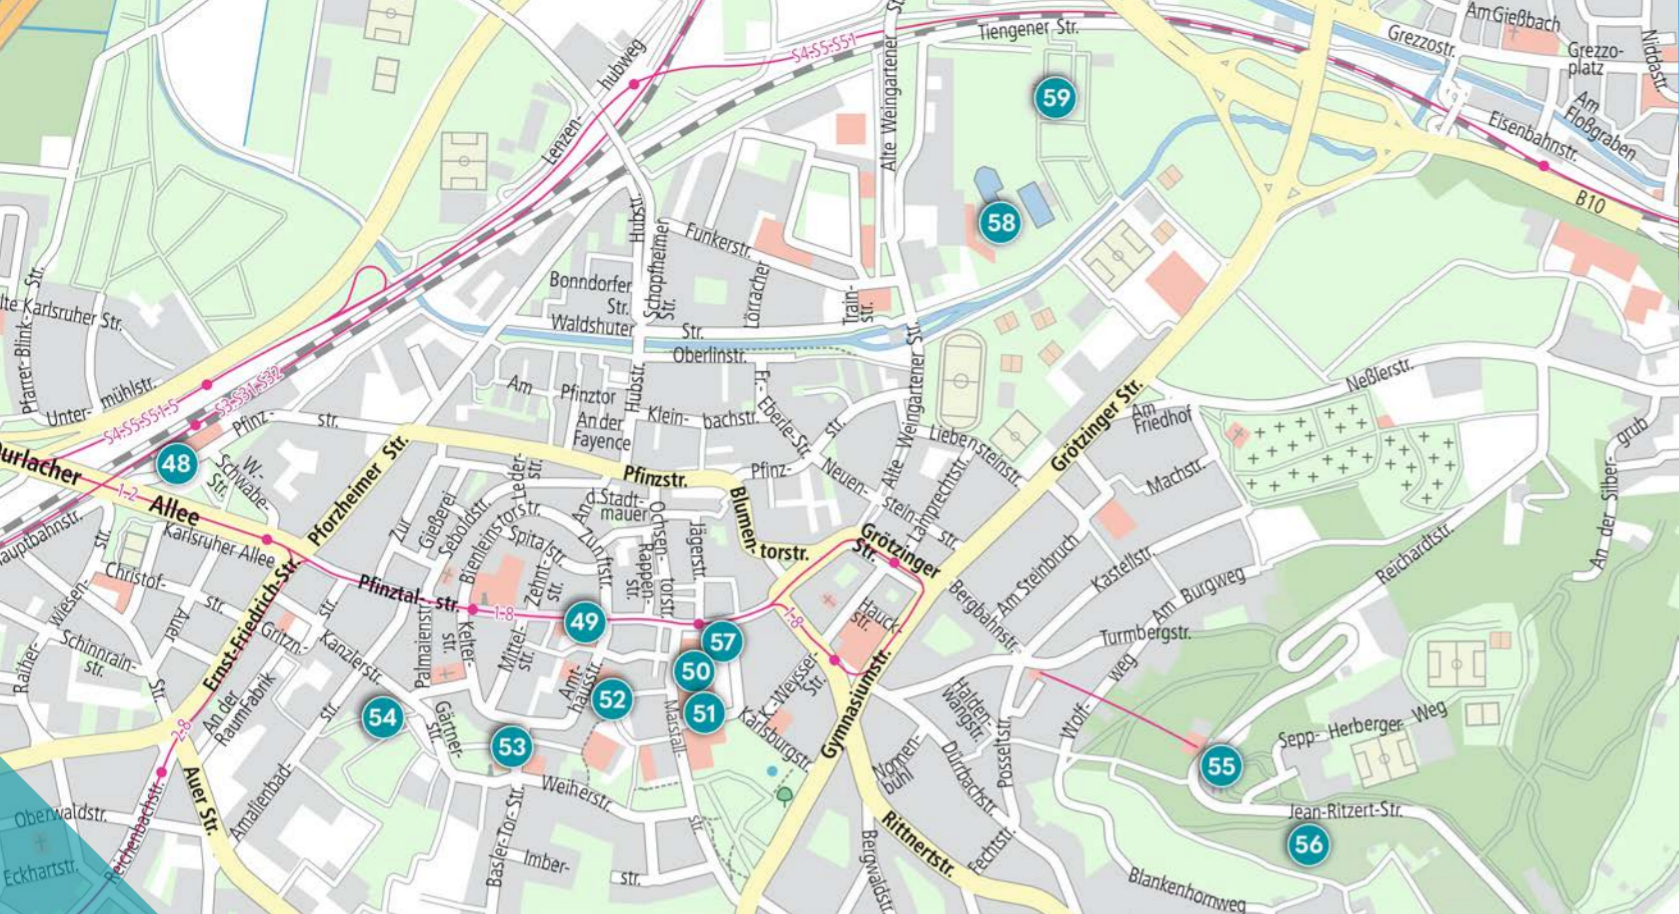 Am Gießbach
Tiengener Str.
Grezzostr.
Grezzo-
platz
Niddastr.
S4-S5-S51
hubweg
Lenzen-
Alte Weingartener
59
Am
Floßgraben
Eisenbahnstr.
B10
58
Hubstr.
Schopfheimer
Str.
Funkerstr.
Lörracher
Train-
str.
Bonndorfer
Str.
Waldshuter
Str.
Oberlinstr.
Str.
lte Karlsruher Str.
Pfarrer-Blink-
Unter-
mühlstr.
S4-S5-S51-5
S3-S31-S32
Am
Pfinztor
Hubstr.
An der
Fayence
Klein-
bachstr.
Fr.-
Eberle-Str.
Alte Weingartener Str.
Neßlerstr.
Am
Friedhof
Grötzinger Str.
Liebensteinstr.
Pfinz-
str.
48
urlacher
1-2
Allee
W.-
Schwabe-
Str.
Pforzheimer Str.
Pfinzstr.
Pfinz-
str.
Blumen-
torstr.
Neuen-
stein-
str.
Lamprechtstr.
Machstr.
An der Silber-
grub
auptbahnstr.
Karlsruher Allee
Zur
Gießerei
Seboldstr.
Leder-
str.
Bienleinstorstr.
And.Stadt-
mauer
Ochsen-
torstr.
Jägerstr.
Rappen-
str.
Spitalstr.
Zunftstr.
Zehnt-
str.
Grötzinger
Str.
Reichardtstr.
Kastellstr.
Am Steinbruch
Am Burgweg
Bergbahnstr.
Turmbergstr.
str.
Christof-
str.
wiesen-
Rather-
Schinnrain-
str.
Auer
Str.
Gritzn.-
str.
Ernst-Friedrich-Str.
Pfinztal-
str.
1-8
49
57
50
51
52
53
54
1-8
Hauck-
str.
Kanzlerstr.
Palmaienstr.
Kelter-
str.
Mittel-
str.
Amt-
hausstr.
Marstall-
str.
K.-Weysser-
Str.
Karlsburgstr.
Gymnasiumstr.
Halden-
wangstr.
Posseltstr.
Wolf-
weg
Sepp- Herberger- Weg
55
Jean-Ritzert-Str.
56
An der
RaumFabrik
str.
Gärtner-
str.
2-8
Auer Str.
Amalienbad-
Weiherstr.
Nonnen-
bühl
Dürrbachstr.
Oberwaldstr.
Eckhartstr.
Reichenbachstr.
Basler-Tor-Str.
Imber-
str.
Bergwaldstr.
Rittnertstr.
Fechtstr.
Blankenhornweg